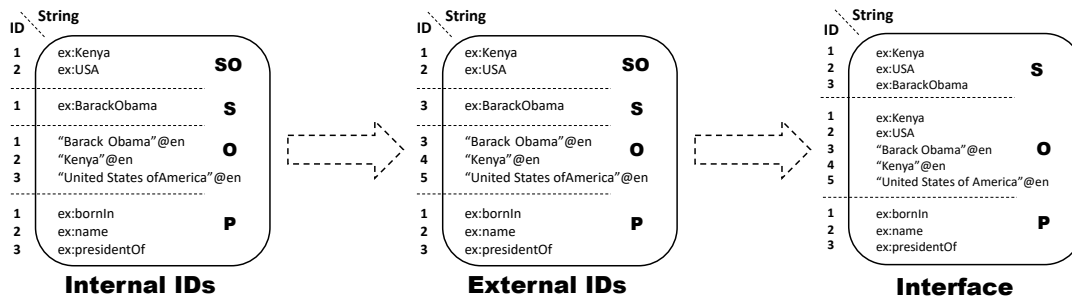 String
ID
1 ex:Kenya
2 ex:USA
SO
1 ex:BarackObama
S
1 “Barack Obama”@en
2 “Kenya”@en
3 “United States ofAmerica”@en
O
1 ex:bornIn
2 ex:name
3 ex:presidentOf
P
Internal IDs
String
ID
1 ex:Kenya
2 ex:USA
SO
3 ex:BarackObama
S
3 “Barack Obama”@en
4 “Kenya”@en
5 “United States ofAmerica”@en
O
1 ex:bornIn
2 ex:name
3 ex:presidentOf
P
External IDs
String
ID
1 ex:Kenya
2 ex:USA
3 ex:BarackObama
S
1 ex:Kenya
2 ex:USA
3 “Barack Obama”@en
4 “Kenya”@en
5 “United States of America”@en
O
1 ex:bornIn
2 ex:name
3 ex:presidentOf
P
Interface